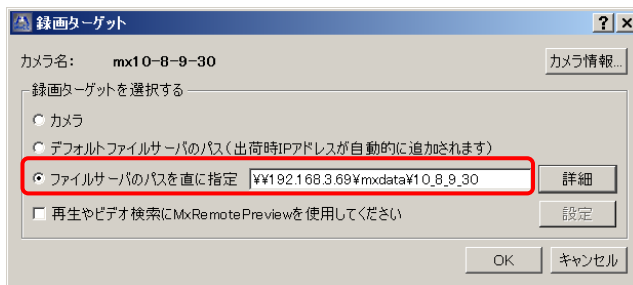 録画ターゲット
カメラ名: mx10-8-9-30 カメラ情報...
録画ターゲットを選択する
カメラ
デフォルトファイルサーバのパス(出荷時IPアドレスが自動的に追加されます)
ファイルサーバのパスを直に指定 ¥¥192.168.3.69¥mxdata¥10_8_9_30 詳細
再生やビデオ検索にMxRemotePreviewを使用してください 設定
OK キャンセル